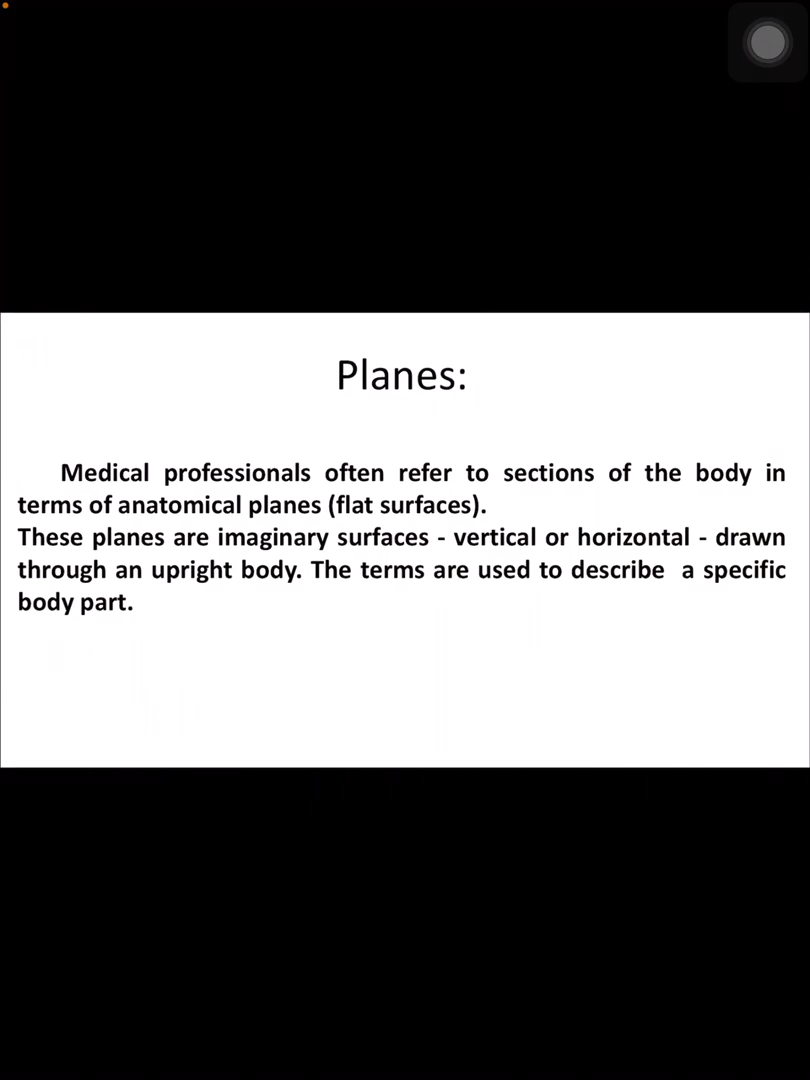 Planes:
Medical professionals often refer to sections of the body in
terms of anatomical planes (flat surfaces).
These planes are imaginary surfaces - vertical or horizontal - drawn
through an upright body. The terms are used to describe  a specific
body part.